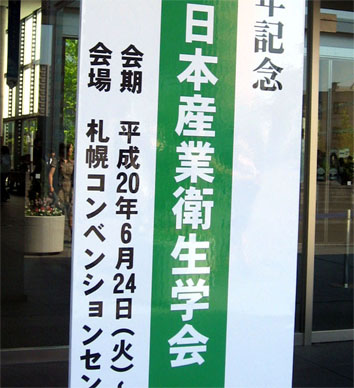 年記念
日本産業衛生学会
会期 平成20年6月24日(火)~
会場 札幌コンベンションセン